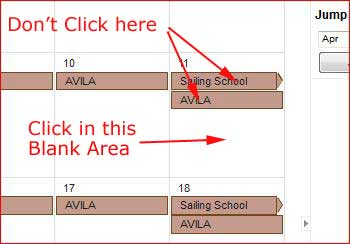 Don't Click here
Jump
Apr
10
11
AVILA
Sailing School
AVILA
Click in this
Blank Area
17
18
AVILA
Sailing School
AVILA